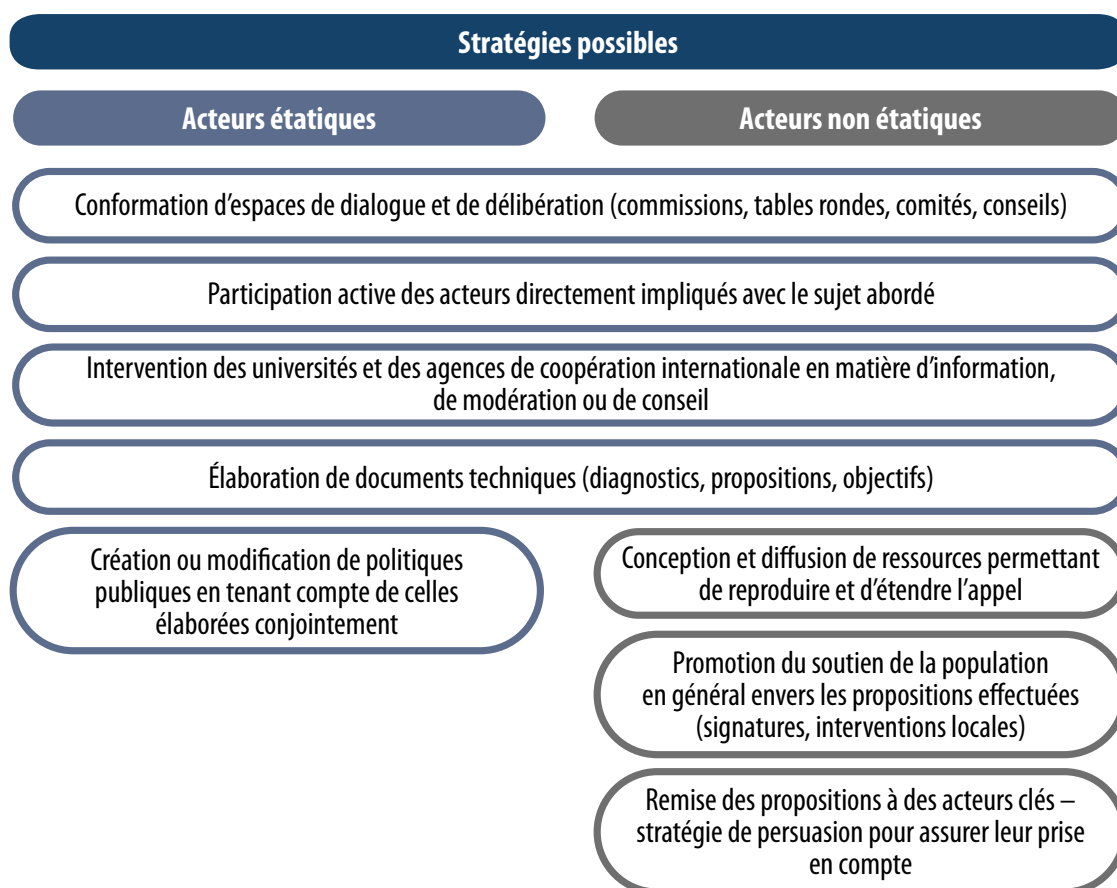 Stratégies possibles
Acteurs étatiques
Acteurs non étatiques
Conformation d'espaces de dialogue et de délibération (commissions, tables rondes, comités, conseils)
Participation active des acteurs directement impliqués avec le sujet abordé
Intervention des universités et des agences de coopération internationale en matière d'information,
de modération ou de conseil
Élaboration de documents techniques (diagnostics, propositions, objectifs)
Création ou modification de politiques
publiques en tenant compte de celles
élaborées conjointement
Conception et diffusion de ressources permettant
de reproduire et d'étendre l'appel
Promotion du soutien de la population
en général envers les propositions effectuées
(signatures, interventions locales)
Remise des propositions à des acteurs clés –
stratégie de persuasion pour assurer leur prise
en compte